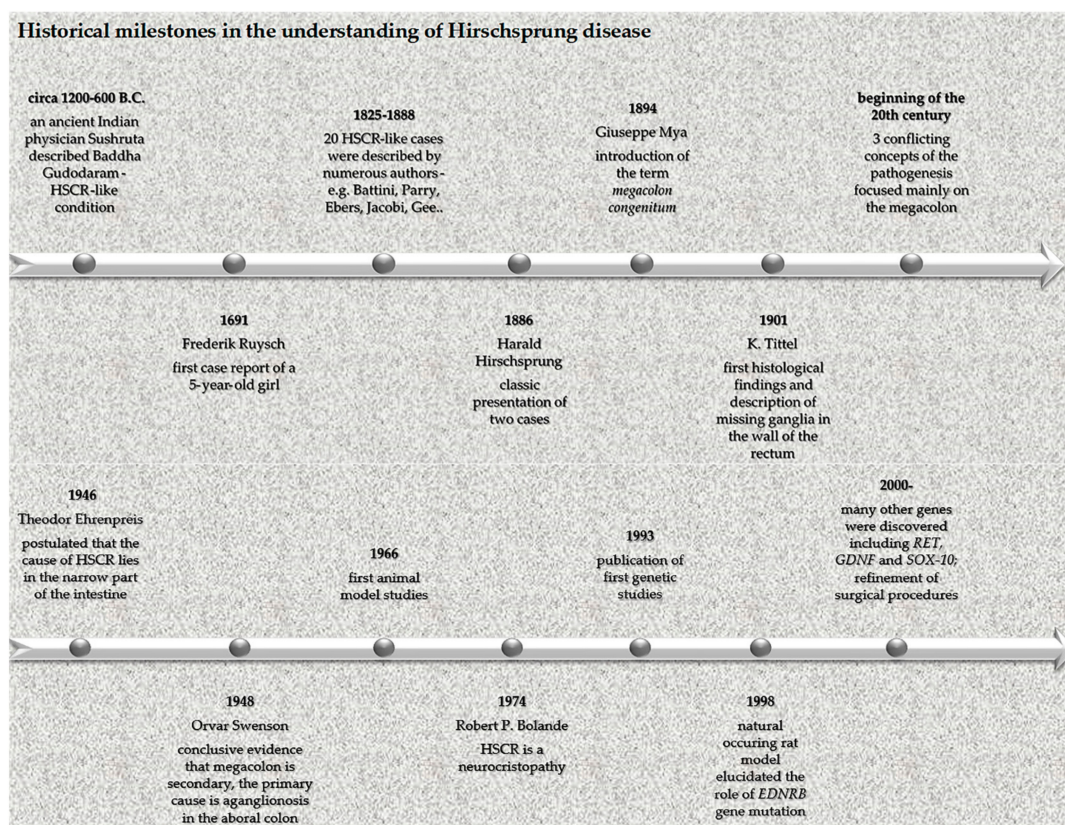 Historical milestones in the understanding of Hirschsprung disease
circa 1200-600 B.C.
an ancient Indian
physician Sushruta
described Baddha
Gudodaram -
HSCR-like
condition
1691
Frederik Ruysch
first case report of a
5-year-old girl
1825-1888
20 HSCR-like cases
were described by
numerous authors -
e.g. Battini, Parry,
Ebers, Jacobi, Gee..
1886
Harald
Hirschsprung
classic
presentation of
two cases
1894
Giuseppe Mya
introduction of
the term
megacolon
congenitum
1901
K. Tittel
first histological
findings and
description of
missing ganglia in
the wall of the
rectum
beginning of the
20th century
3 conflicting
concepts of the
pathogenesis
focused mainly on
the megacolon
1946
Theodor Ehrenpreis
postulated that the
cause of HSCR lies
in the narrow part
of the intestine
1948
Orvar Swenson
conclusive evidence
that megacolon is
secondary, the primary
cause is aganglionosis
in the aboral colon
1966
first animal
model studies
1974
Robert P. Bolande
HSCR is a
neurocristopathy
1993
publication of
first genetic
studies
1998
natural
occuring rat
model
elucidated the
role of EDNRB
gene mutation
2000-
many other genes
were discovered
including RET,
GDNF and SOX-10;
refinement of
surgical procedures